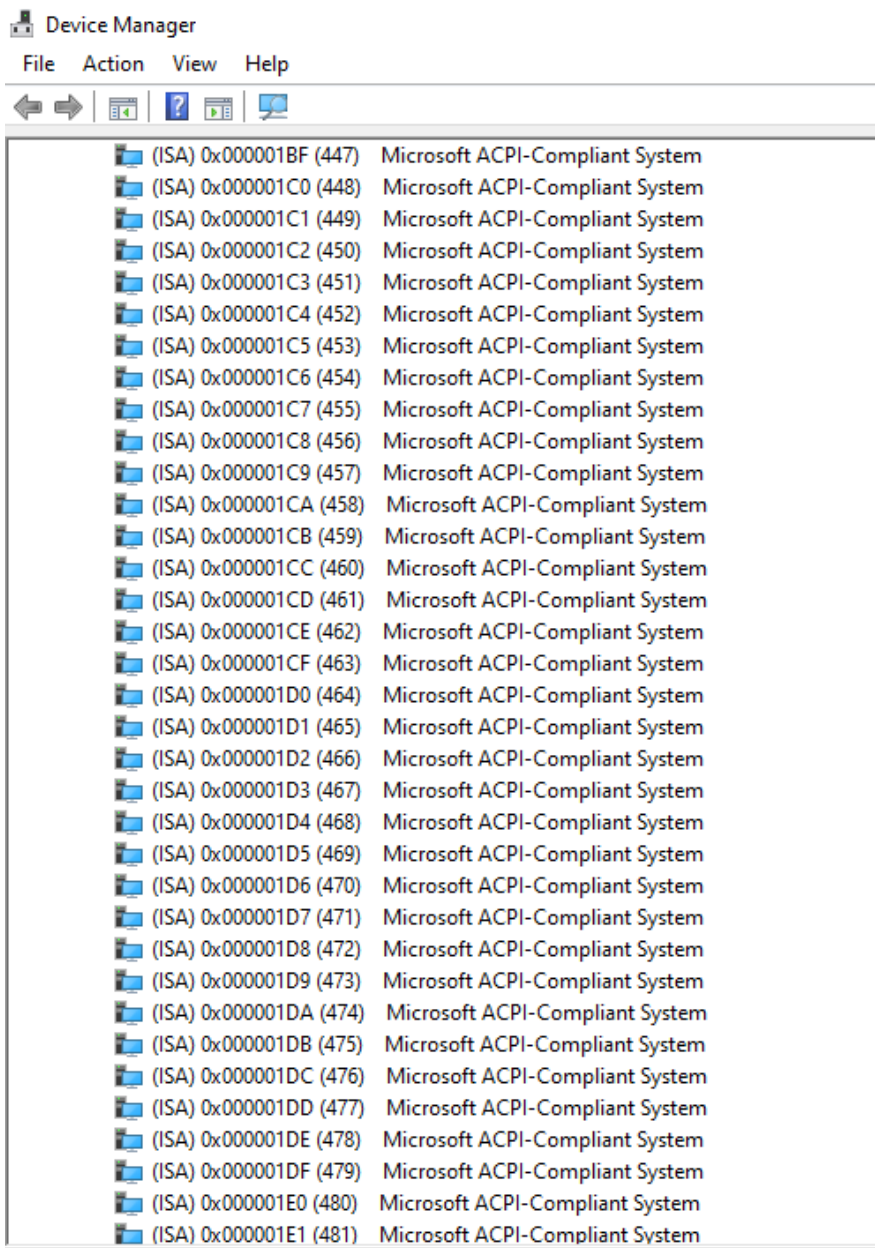 Device Manager
File Action View Help
(ISA) 0x000001BF (447) Microsoft ACPI-Compliant System
(ISA) 0x000001C0 (448) Microsoft ACPI-Compliant System
(ISA) 0x000001C1 (449) Microsoft ACPI-Compliant System
(ISA) 0x000001C2 (450) Microsoft ACPI-Compliant System
(ISA) 0x000001C3 (451) Microsoft ACPI-Compliant System
(ISA) 0x000001C4 (452) Microsoft ACPI-Compliant System
(ISA) 0x000001C5 (453) Microsoft ACPI-Compliant System
(ISA) 0x000001C6 (454) Microsoft ACPI-Compliant System
(ISA) 0x000001C7 (455) Microsoft ACPI-Compliant System
(ISA) 0x000001C8 (456) Microsoft ACPI-Compliant System
(ISA) 0x000001C9 (457) Microsoft ACPI-Compliant System
(ISA) 0x000001CA (458) Microsoft ACPI-Compliant System
(ISA) 0x000001CB (459) Microsoft ACPI-Compliant System
(ISA) 0x000001CC (460) Microsoft ACPI-Compliant System
(ISA) 0x000001CD (461) Microsoft ACPI-Compliant System
(ISA) 0x000001CE (462) Microsoft ACPI-Compliant System
(ISA) 0x000001CF (463) Microsoft ACPI-Compliant System
(ISA) 0x000001D0 (464) Microsoft ACPI-Compliant System
(ISA) 0x000001D1 (465) Microsoft ACPI-Compliant System
(ISA) 0x000001D2 (466) Microsoft ACPI-Compliant System
(ISA) 0x000001D3 (467) Microsoft ACPI-Compliant System
(ISA) 0x000001D4 (468) Microsoft ACPI-Compliant System
(ISA) 0x000001D5 (469) Microsoft ACPI-Compliant System
(ISA) 0x000001D6 (470) Microsoft ACPI-Compliant System
(ISA) 0x000001D7 (471) Microsoft ACPI-Compliant System
(ISA) 0x000001D8 (472) Microsoft ACPI-Compliant System
(ISA) 0x000001D9 (473) Microsoft ACPI-Compliant System
(ISA) 0x000001DA (474) Microsoft ACPI-Compliant System
(ISA) 0x000001DB (475) Microsoft ACPI-Compliant System
(ISA) 0x000001DC (476) Microsoft ACPI-Compliant System
(ISA) 0x000001DD (477) Microsoft ACPI-Compliant System
(ISA) 0x000001DE (478) Microsoft ACPI-Compliant System
(ISA) 0x000001DF (479) Microsoft ACPI-Compliant System
(ISA) 0x000001E0 (480) Microsoft ACPI-Compliant System
(ISA) 0x000001E1 (481) Microsoft ACPI-Compliant System